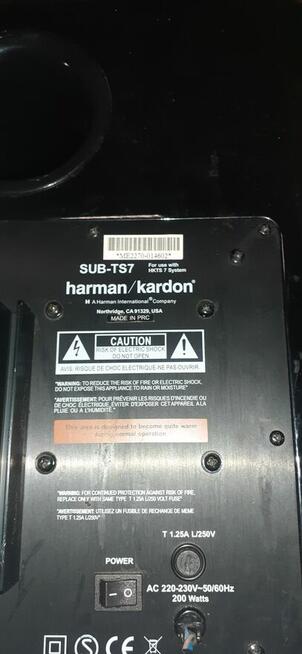 *ME2270-014602*
SUB-TS7
For use with
HKTS 7 System
harman/kardon®
H A Harman International® Company
Northridge, CA 91329, USA
MADE IN PRC
CAUTION
RISK OF ELECTRIC SHOCK
DO NOT OPEN
AVIS: RISQUE DE CHOC ELECTRIQUE-NE PAS OUVRIR.
"WARNING: TO REDUCE THE RISK OF FIRE OR ELECTRIC SHOCK,
DO NOT EXPOSE THIS APPLIANCE TO RAIN OR MOISTURE."
"AVERTISSEMENT: POUR PRÉVENIR LES RISQUES D'INCENDIE OU
DE CHOC ÉLECTRIQUE, ÉVITER D'EXPOSER CET APPAREIL A LA
PLUIE OU A L'HUMIDITÉ."
This area is designed to become quite warm
during normal operation
"WARNING: FOR CONTINUED PROTECTION AGAINST RISK OF FIRE,
REPLACE ONLY WITH SAME TYPE T 1.25A L/250 VOLT FUSE"
"AVERTISSEMENT: UTILISEZ UN FUSIBLE DE RECHANGE DE MEME
TYPE T 1.25A L/250V"
T 1.25A L/250V
POWER
AC 220-230V~50/60Hz
200 Watts
CE